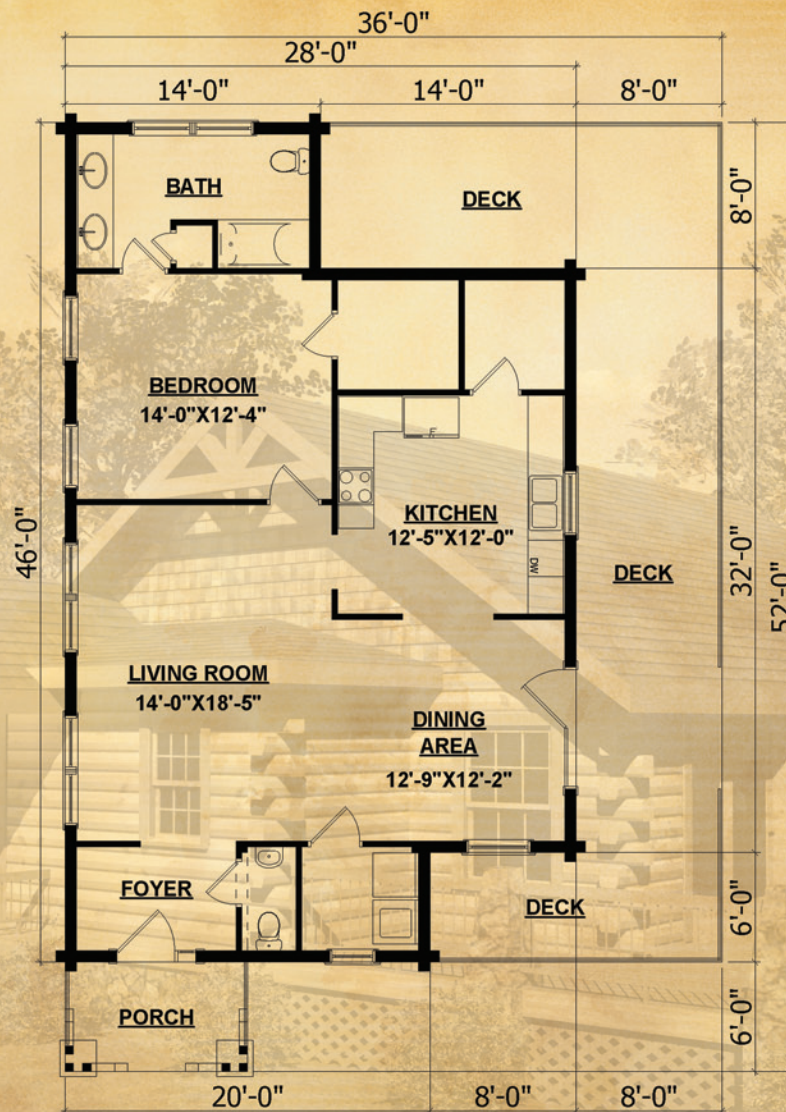 36'-0"
28'-0"
14'-0" 14'-0" 8'-0"
BATH
DECK
8'-0"
BEDROOM
14'-0"X12'-4"
F
KITCHEN
12'-5"X12'-0"
DW
DECK
46'-0"
32'-0"
52'-0"
LIVING ROOM
14'-0"X18'-5"
DINING
AREA
12'-9"X12'-2"
FOYER
DECK
6'-0"
PORCH
6'-0"
20'-0" 8'-0" 8'-0"